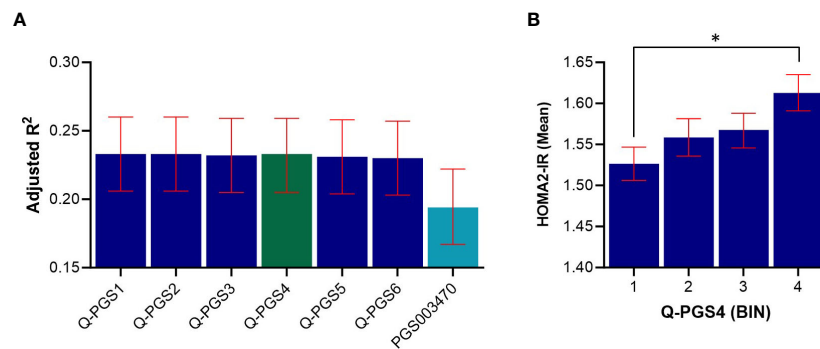 A
Adjusted R²
0.30
0.25
0.20
0.15
Q-PGS1
Q-PGS2
Q-PGS3
Q-PGS4
Q-PGS5
Q-PGS6
PGS003470
B
*
HOMA2-IR (Mean)
1.65
1.60
1.55
1.50
1.45
1.40
1
2
3
4
Q-PGS4 (BIN)